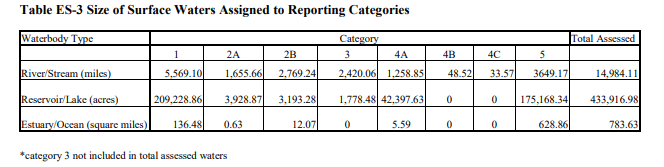 Table ES-3 Size of Surface Waters Assigned to Reporting Categories
Waterbody Type Category Total Assessed
1 2A 2B 3 4A 4B 4C 5
River/Stream (miles) 5,569.10 1,655.66 2,769.24 2,420.06 1,258.85 48.52 33.57 3649.17 14,984.11
Reservoir/Lake (acres) 209,228.86 3,928.87 3,193.28 1,778.48 42,397.63 0 0 175,168.34 433,916.98
Estuary/Ocean (square miles) 136.48 0.63 12.07 0 5.59 0 0 628.86 783.63
*category 3 not included in total assessed waters